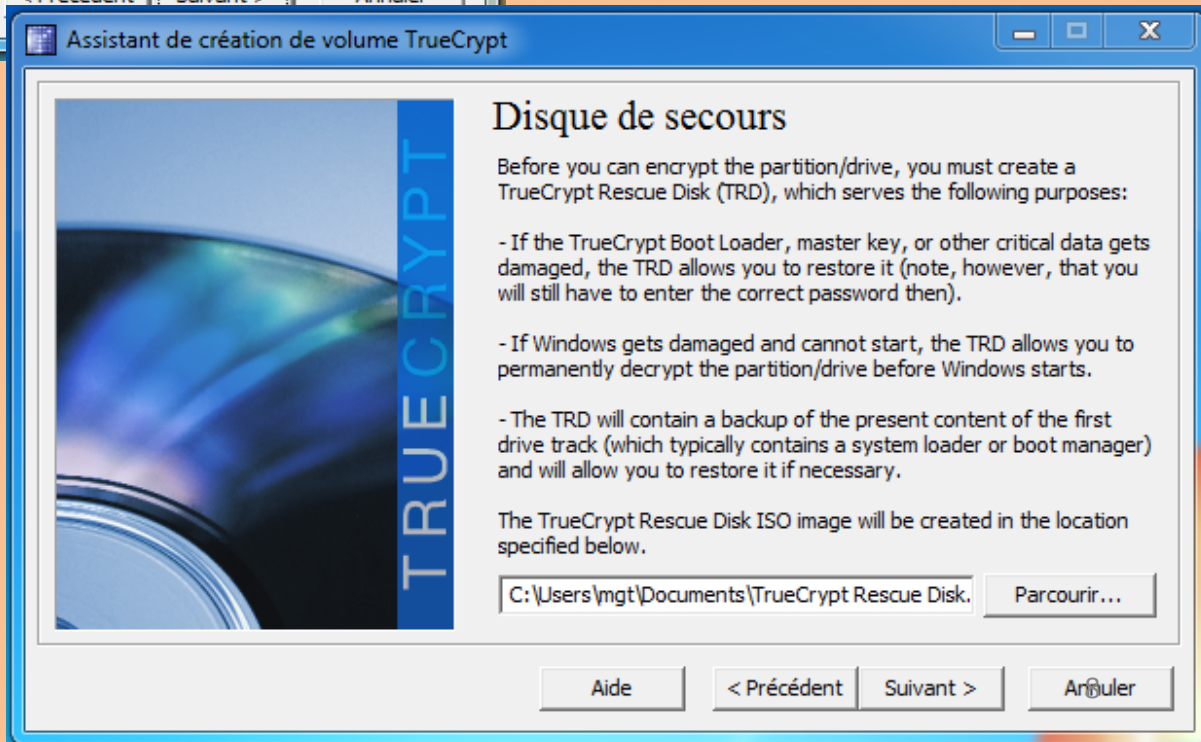 < Précédent Suivant > Annuler
Assistant de création de volume TrueCrypt
TRUECRYPT
Disque de secours
Before you can encrypt the partition/drive, you must create a
TrueCrypt Rescue Disk (TRD), which serves the following purposes:
- If the TrueCrypt Boot Loader, master key, or other critical data gets
damaged, the TRD allows you to restore it (note, however, that you
will still have to enter the correct password then).
- If Windows gets damaged and cannot start, the TRD allows you to
permanently decrypt the partition/drive before Windows starts.
- The TRD will contain a backup of the present content of the first
drive track (which typically contains a system loader or boot manager)
and will allow you to restore it if necessary.
The TrueCrypt Rescue Disk ISO image will be created in the location
specified below.
C:\Users\mgt\Documents\TrueCrypt Rescue Disk. Parcourir...
Aide < Précédent Suivant > Annuler